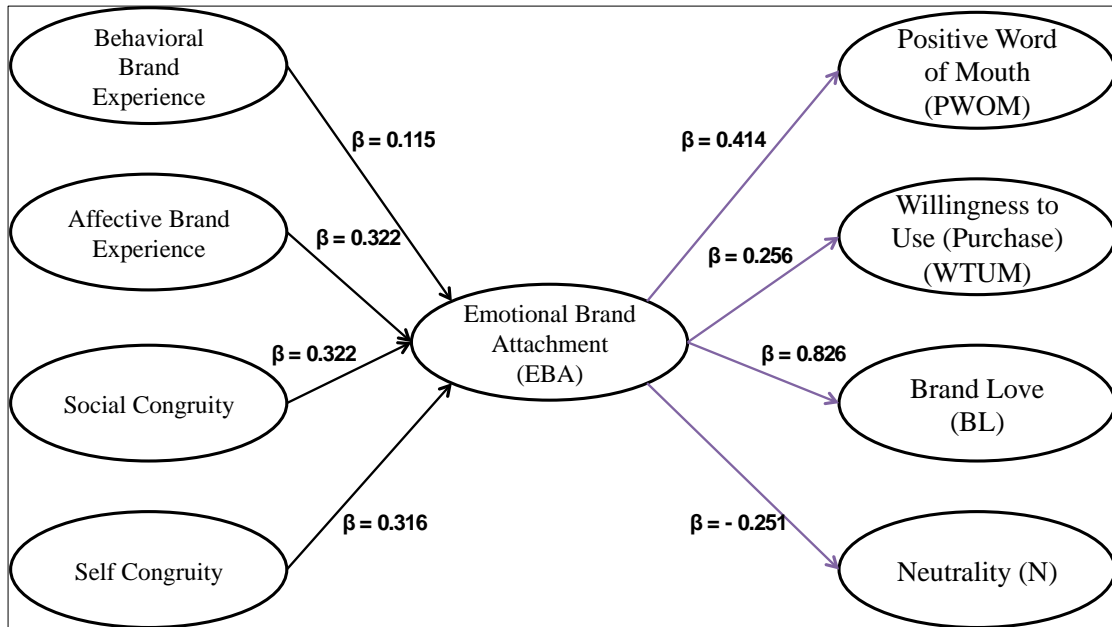 Behavioral
Brand
Experience
β = 0.115
Affective Brand
Experience
β = 0.322
Social Congruity
β = 0.322
Self Congruity
β = 0.316
Emotional Brand
Attachment
(EBA)
Positive Word
of Mouth
(PWOM)
β = 0.414
Willingness to
Use (Purchase)
(WTUM)
β = 0.256
Brand Love
(BL)
β = 0.826
Neutrality (N)
β = - 0.251